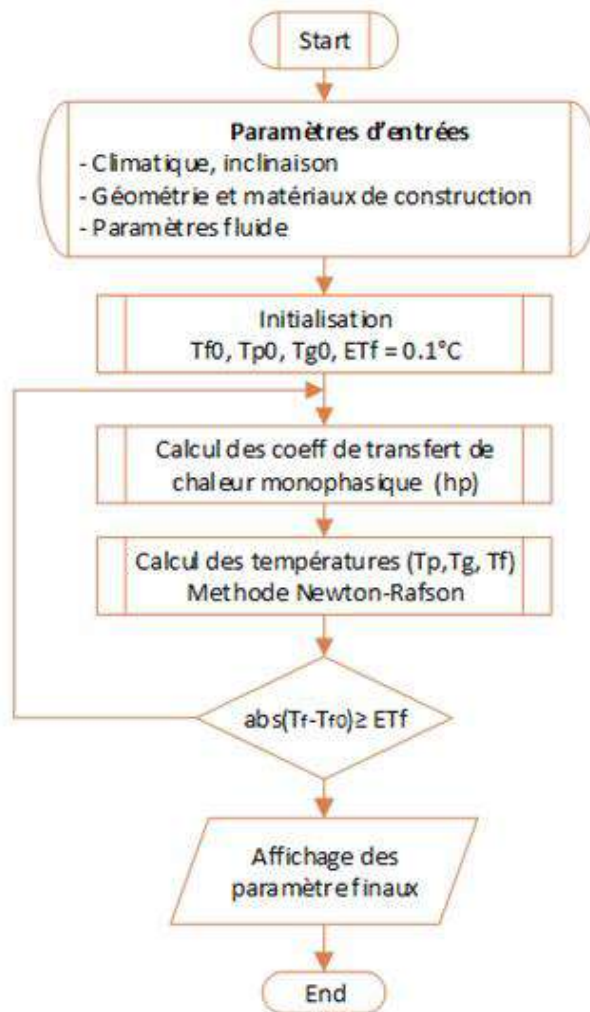 Start
Paramètres d'entrées
- Climatique, inclinaison
- Géométrie et matériaux de construction
- Paramètres fluide
Initialisation
Tf0, Tp0, Tg0, ETf = 0.1°C
Calcul des coeff de transfert de
chaleur monophasique (hp)
Calcul des températures (Tp,Tg, Tf)
Methode Newton-Rafson
abs(Tf-Tf0)≥ ETf
Affichage des
paramètre finaux
End